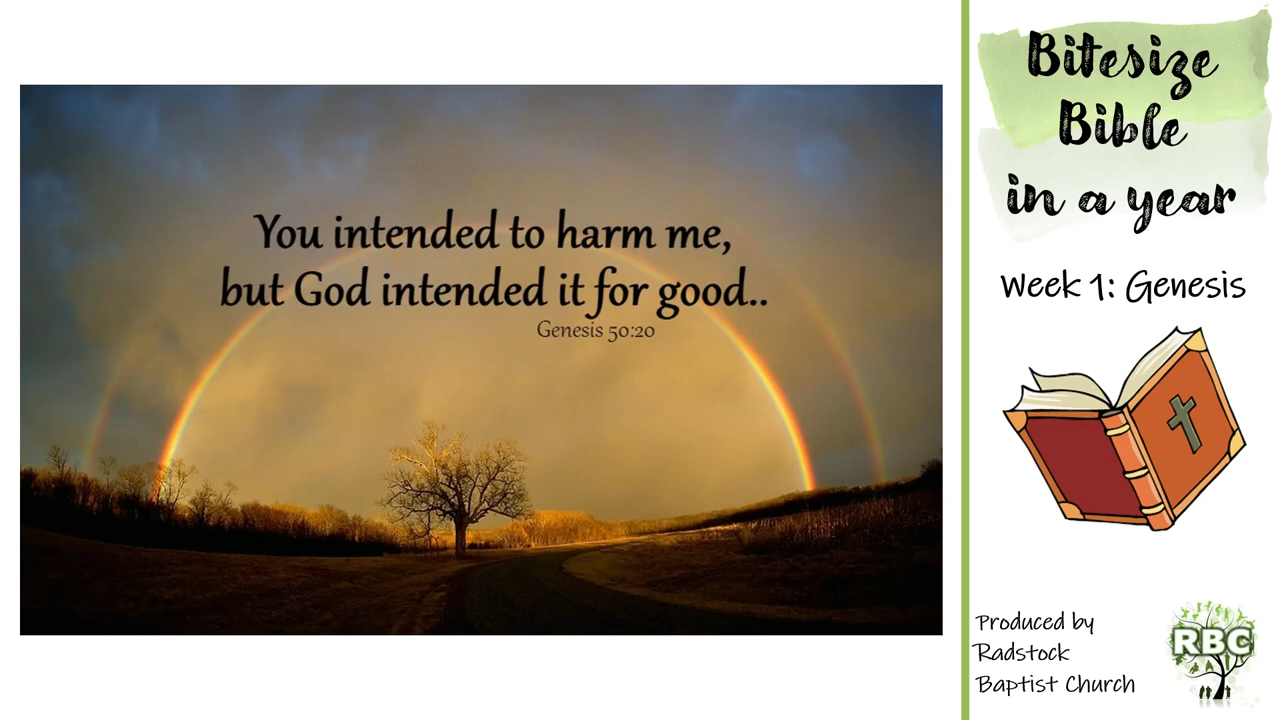 You intended to harm me,
but God intended it for good..
Genesis 50:20
Bitesize
Bible
in a year
Week 1: Genesis
Produced by
Radstock
Baptist Church
RBC